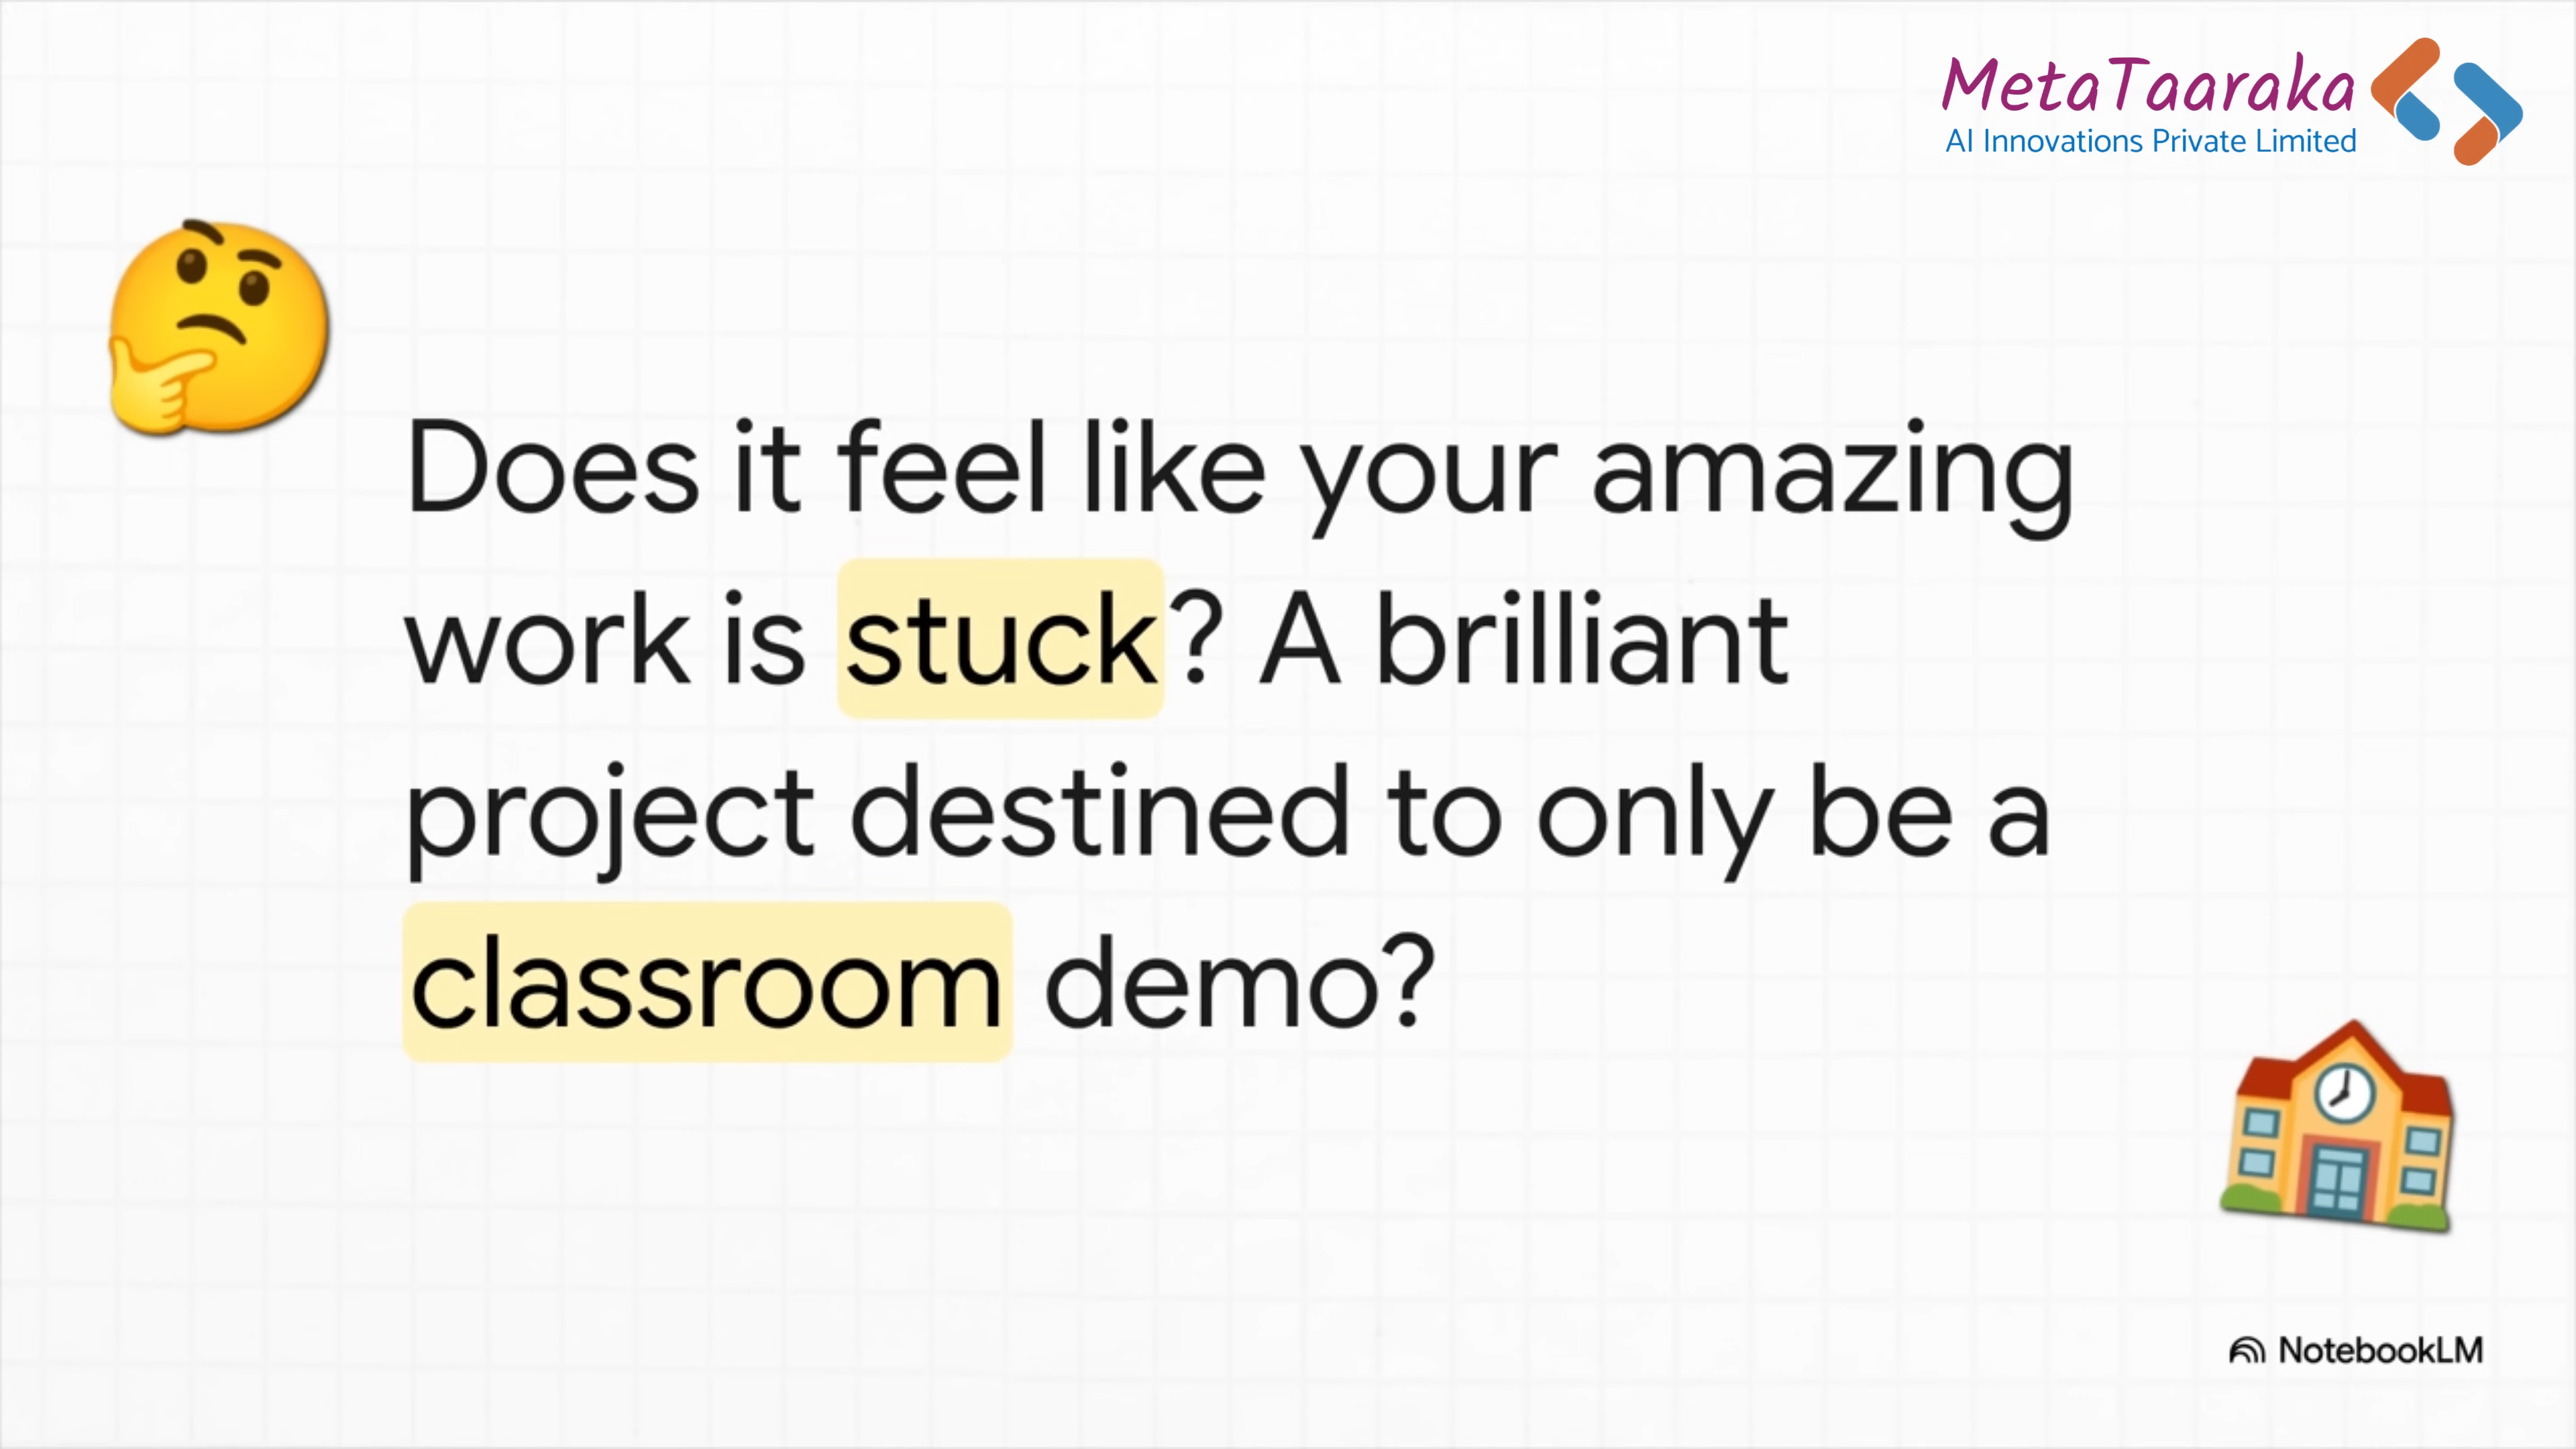 MetaTaaraka
AI Innovations Private Limited
Does it feel like your amazing
work is stuck? A brilliant
project destined to only be a
classroom demo?
NotebookLM